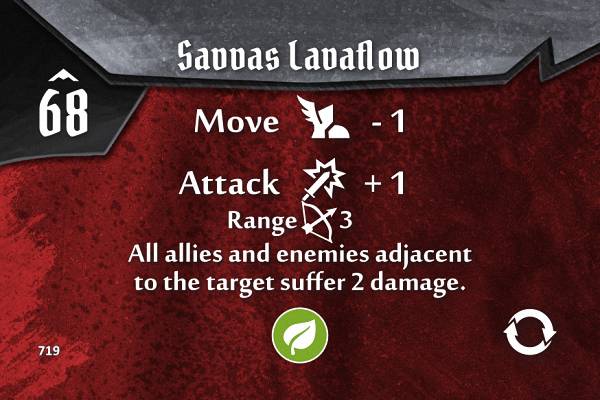 Savvas Lavaflow
68
Move - 1
Attack + 1
Range 3
All allies and enemies adjacent
to the target suffer 2 damage.
719